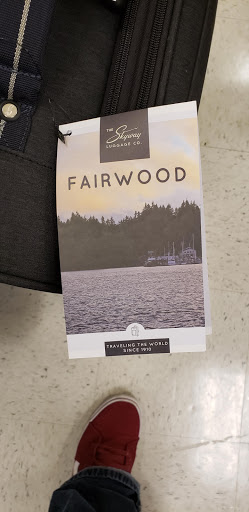 THE
Skyway
LUGGAGE CO.
FAIRWOOD
TRAVELING THE WORLD
SINCE 1910